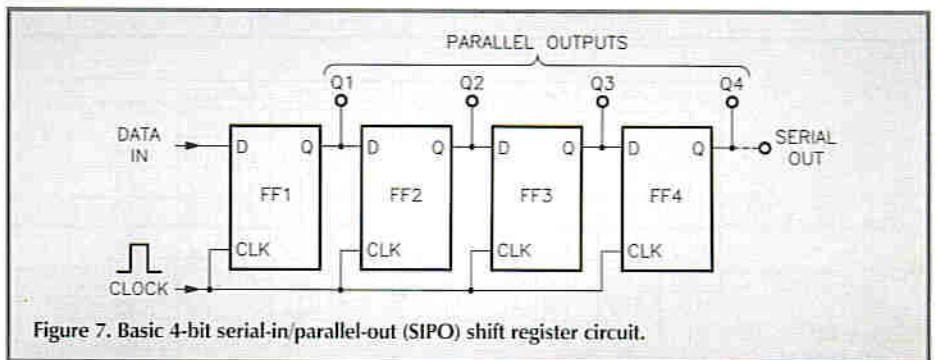 PARALLEL OUTPUTS
Q1 Q2 Q3 Q4
DATA
IN
D Q D Q D Q D Q
SERIAL
OUT
FF1 FF2 FF3 FF4
CLK CLK CLK CLK
CLOCK
Figure 7. Basic 4-bit serial-in/parallel-out (SIPO) shift register circuit.